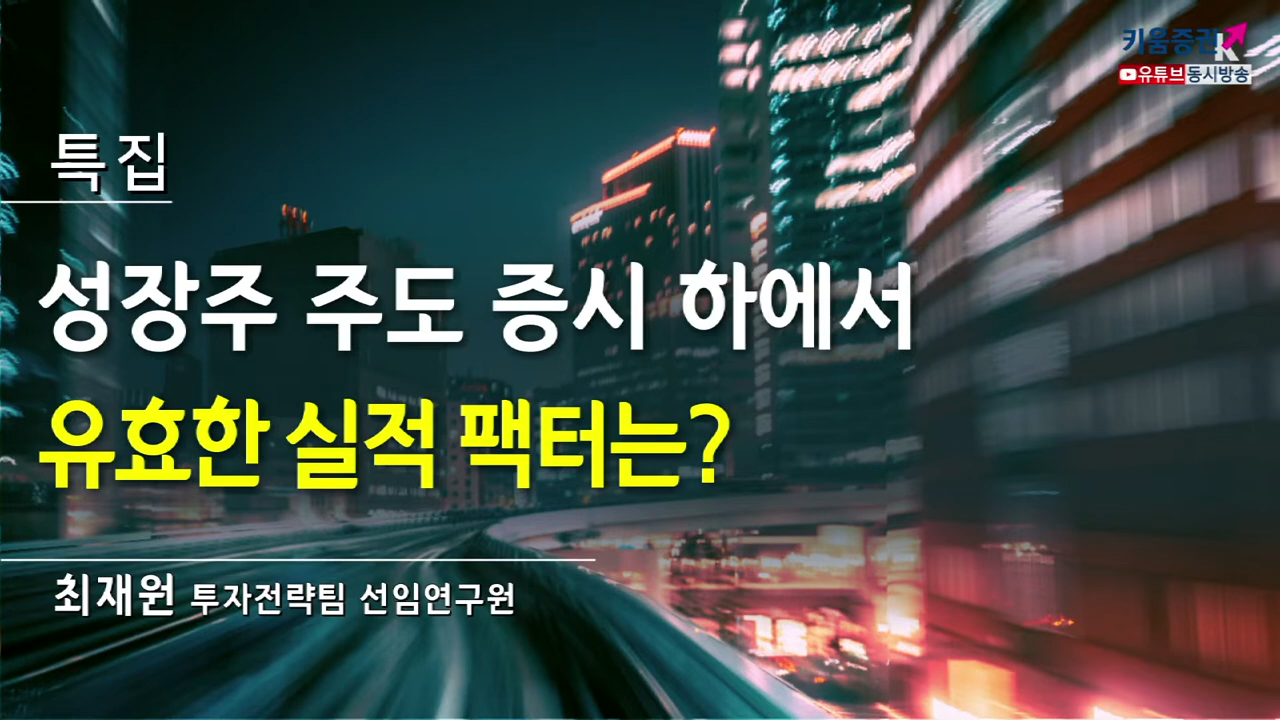 키움증권
유튜브 동시방송
특집
성장주 주도 증시 하에서
유효한 실적 팩터는?
최재원 투자전략팀 선임연구원